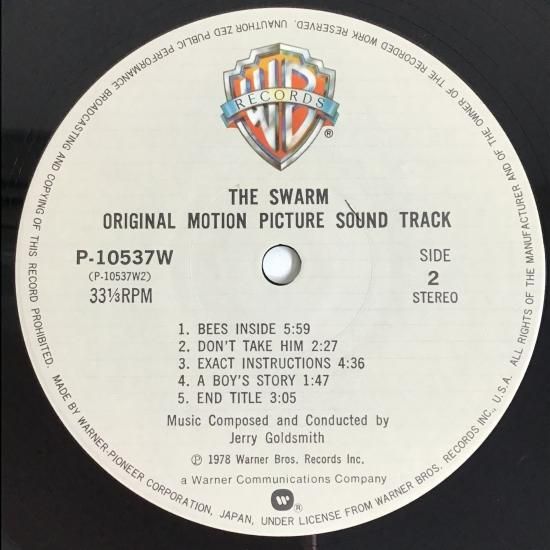 WB
RECORDS
®
THE SWARM
ORIGINAL MOTION PICTURE SOUND TRACK
P-10537W
(P-10537W2)
33⅓RPM
SIDE
2
STEREO
1. BEES INSIDE 5:59
2. DON'T TAKE HIM 2:27
3. EXACT INSTRUCTIONS 4:36
4. A BOY'S STORY 1:47
5. END TITLE 3:05
Music Composed and Conducted by
Jerry Goldsmith
℗ 1978 Warner Bros. Records Inc.
a Warner Communications Company
®
ALL RIGHTS OF THE MANUFACTURER AND OF THE OWNER OF THE RECORDED WORK RESERVED. UNAUTHORIZED PUBLIC PERFORMANCE BROADCASTING AND COPYING OF THIS RECORD PROHIBITED.
MADE BY WARNER-PIONEER CORPORATION, JAPAN, UNDER LICENSE FROM WARNER BROS. RECORDS INC., U.S.A.